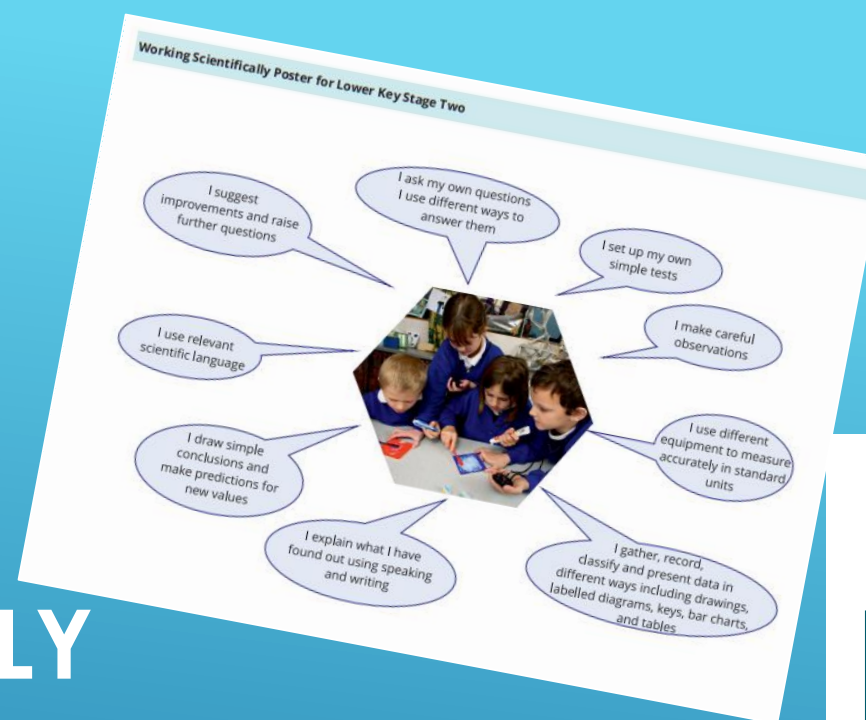 Working Scientifically Poster for Lower Key Stage Two
I suggest
improvements and raise
further questions
I ask my own questions
I use different ways to
answer them
I set up my own
simple tests
I use relevant
scientific language
I make careful
observations
I draw simple
conclusions and
make predictions for
new values
I use different
equipment to measure
accurately in standard
units
I explain what I have
found out using speaking
and writing
I gather, record,
classify and present data in
different ways including drawings,
labelled diagrams, keys, bar charts,
and tables
LY